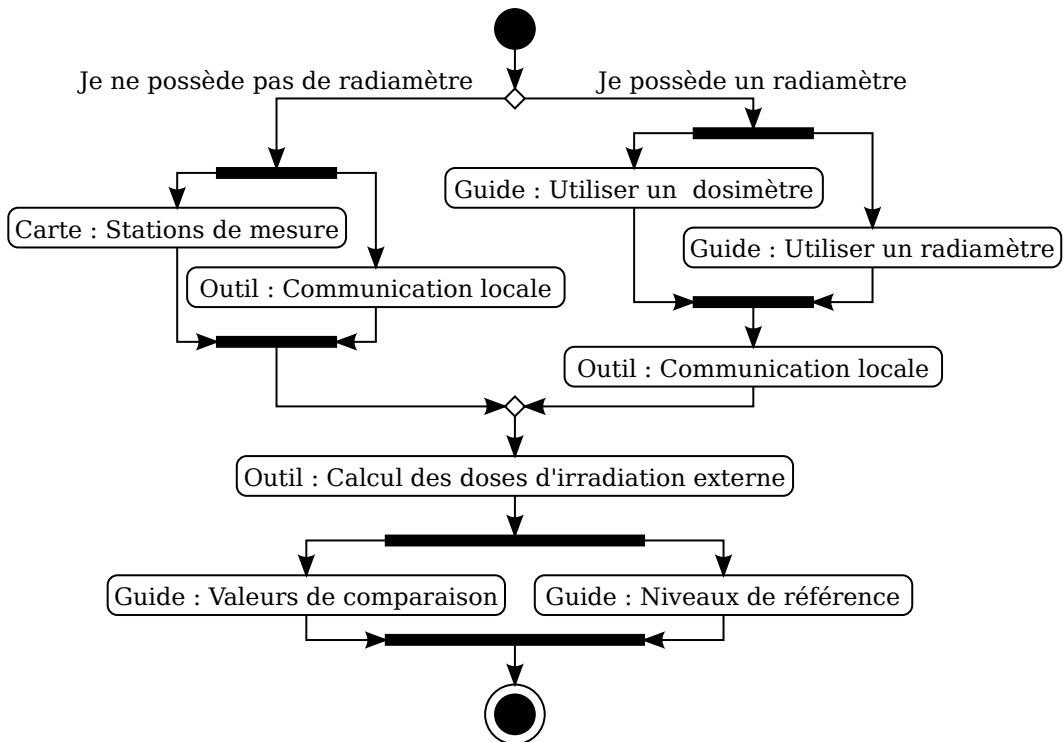 Je ne possède pas de radiamètre
Je possède un radiamètre
Guide : Utiliser un  dosimètre
Carte : Stations de mesure
Guide : Utiliser un radiamètre
Outil : Communication locale
Outil : Communication locale
Outil : Calcul des doses d'irradiation externe
Guide : Valeurs de comparaison
Guide : Niveaux de référence